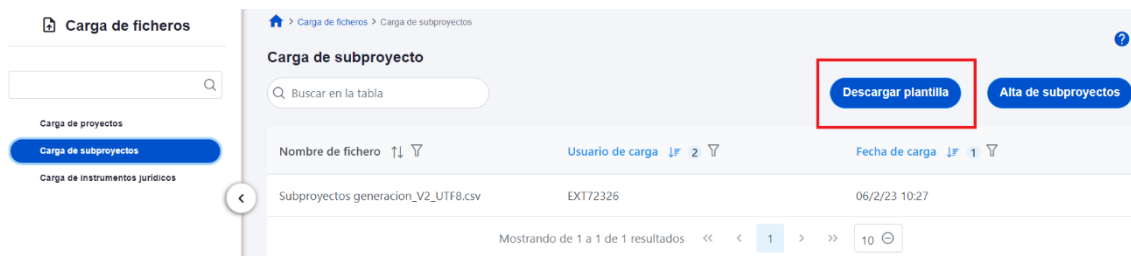 Carga de ficheros
Carga de proyectos
Carga de subproyectos
Carga de instrumentos jurídicos
> Carga de ficheros > Carga de subproyectos
?
Carga de subproyecto
Buscar en la tabla
Descargar plantilla
Alta de subproyectos
Nombre de fichero Usuario de carga 2 Fecha de carga 1
Subproyectos generacion_V2_UTF8.csv EXT72326 06/2/23 10:27
Mostrando de 1 a 1 de 1 resultados << < 1 > >> 10